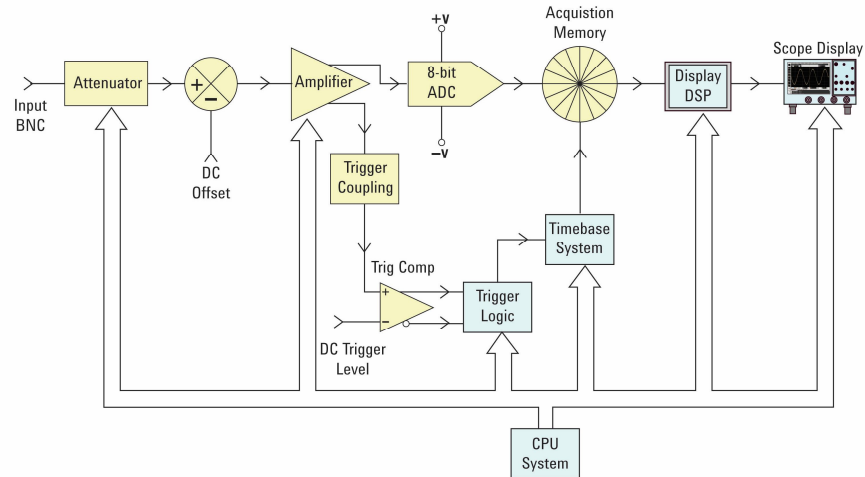 Acquistion
Memory
Scope Display
+v
Attenuator
+
−
Amplifier
8-bit
ADC
Display
DSP
Input
BNC
−v
DC
Offset
Trigger
Coupling
Timebase
System
Trig Comp
+
−
Trigger
Logic
DC Trigger
Level
CPU
System